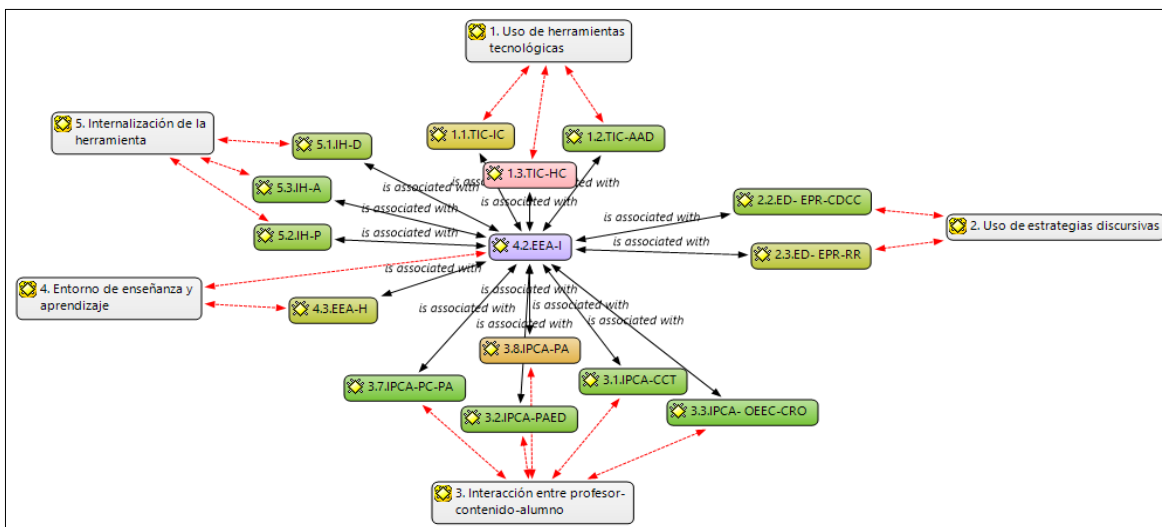 1. Uso de herramientas
tecnológicas
5. Internalización de la
herramienta
1.1.TIC-IC
1.2.TIC-AAD
5.1.IH-D
1.3.TIC-HC
is associated with
is associated with
5.3.IH-A
is associated with
2.2.ED- EPR-CDCC
is associated with
is associated with
2. Uso de estrategias discursivas
5.2.IH-P
is associated with
4.2.EEA-I
is associated with
2.3.ED- EPR-RR
4. Entorno de enseñanza y
aprendizaje
is associated with
is associated with
4.3.EEA-H
is associated with
is associated with
is associated with
is associated with
3.8.IPCA-PA
3.7.IPCA-PC-PA
3.1.IPCA-CCT
3.2.IPCA-PAED
3.3.IPCA- OEEC-CRO
3. Interacción entre profesor-
contenido-alumno